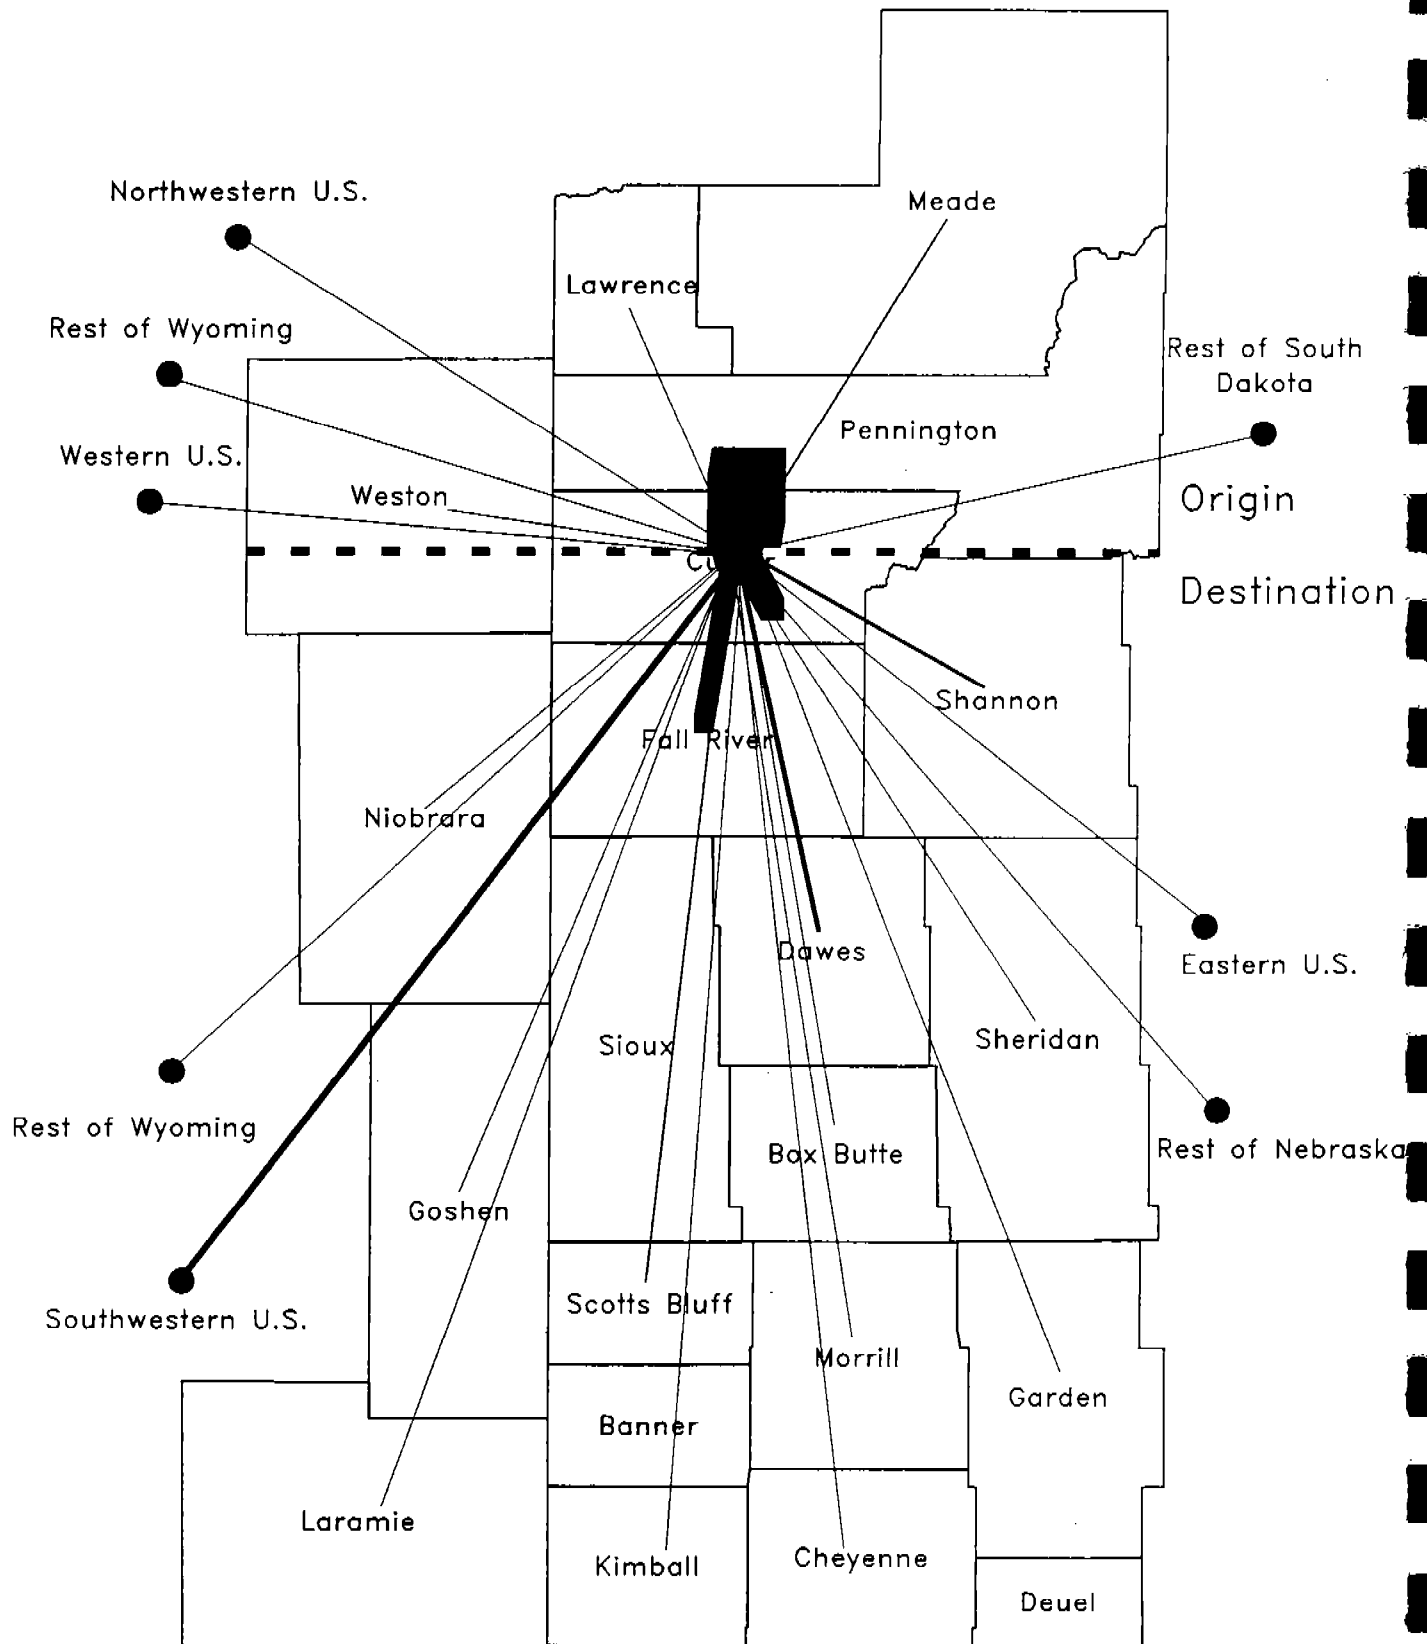 Northwestern U.S.
Meade
Lawrence
Rest of Wyoming
Rest of South
Dakota
Pennington
Western U.S.
Weston
Origin
Destination
Shannon
Fall River
Niobrara
Dawes
Eastern U.S.
Sioux
Sheridan
Rest of Wyoming
Box Butte
Rest of Nebraska
Goshen
Southwestern U.S.
Scotts Bluff
Morrill
Garden
Banner
Laramie
Kimball
Cheyenne
Deuel